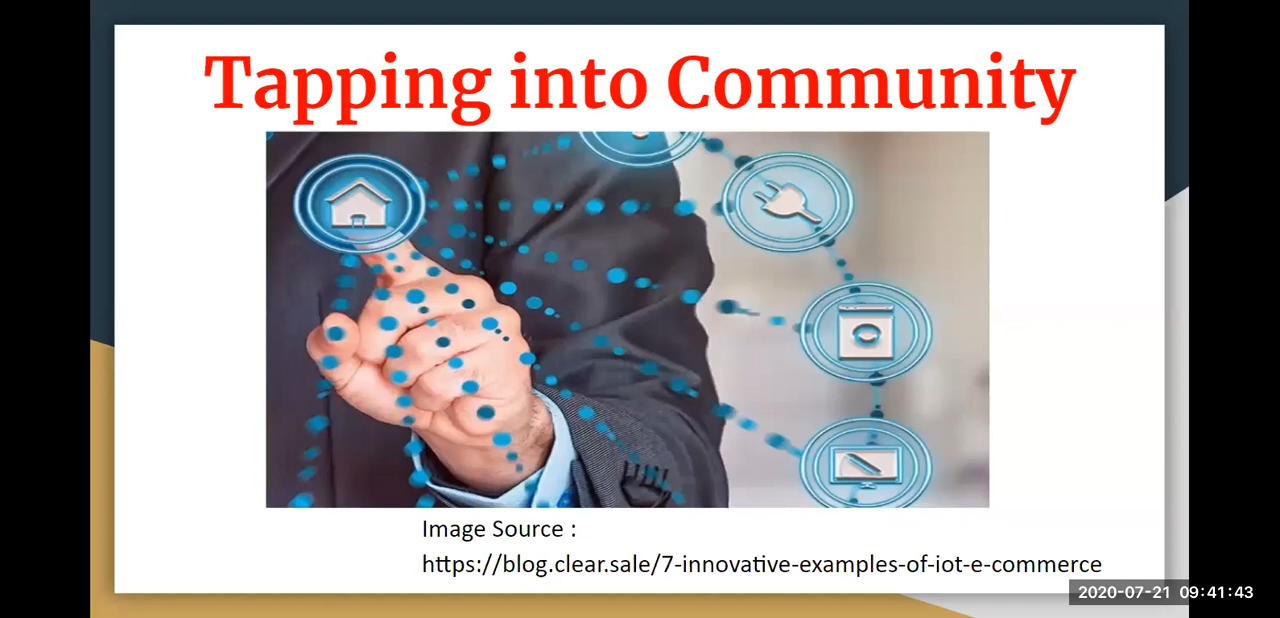 Tapping into Community
Image Source :
https://blog.clear.sale/7-innovative-examples-of-iot-e-commerce
2020-07-21 09:41:43